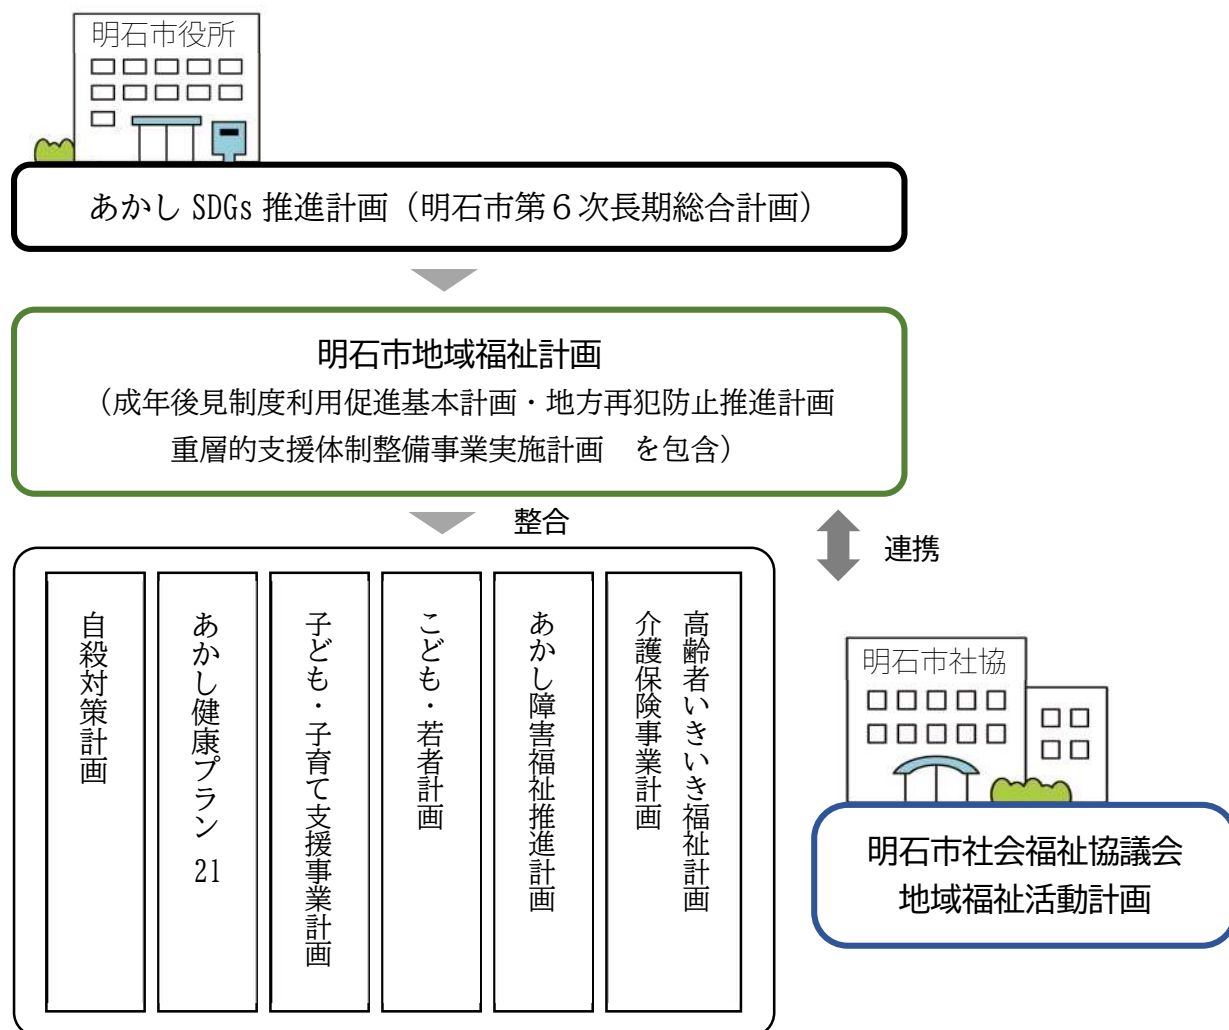 明石市役所
あかし SDGs 推進計画（明石市第６次長期総合計画）
明石市地域福祉計画
（成年後見制度利用促進基本計画・地方再犯防止推進計画
重層的支援体制整備事業実施計画　を包含）
整合
連携
高齢者いきいき福祉計画
介護保険事業計画
あかし障害福祉推進計画
こども・若者計画
子ども・子育て支援事業計画
あかし健康プラン 21
自殺対策計画
明石市社協
明石市社会福祉協議会
地域福祉活動計画